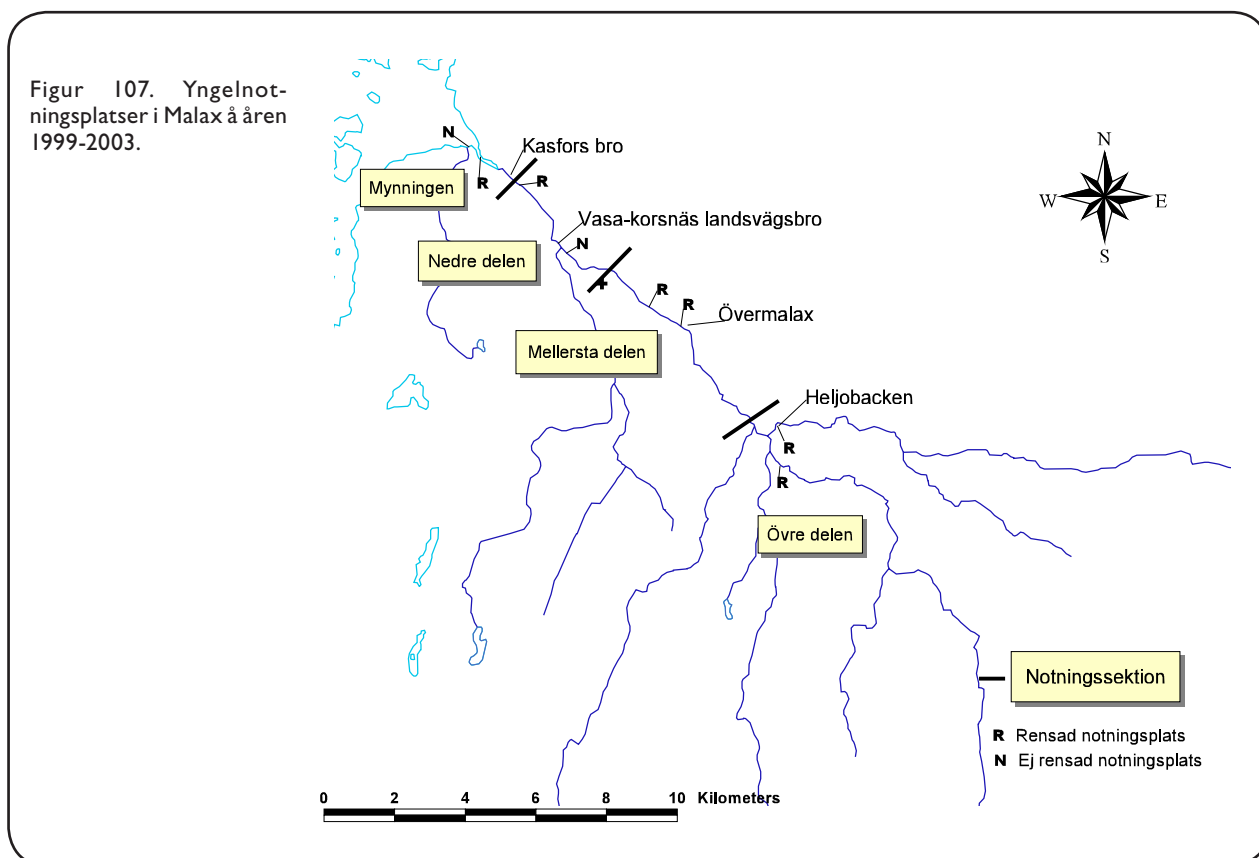 Figur 107. Yngelnot-
ningsplatser i Malax å åren
1999-2003.
N
Kasfors bro
R
R
Mynningen
Vasa-korsnäs landsvägsbro
N
Nedre delen
R
R
Övermalax
Mellersta delen
Heljobacken
R
R
Övre delen
N
W
E
S
Notningssektion
R Rensad notningsplats
N Ej rensad notningsplats
0 2 4 6 8 10 Kilometers